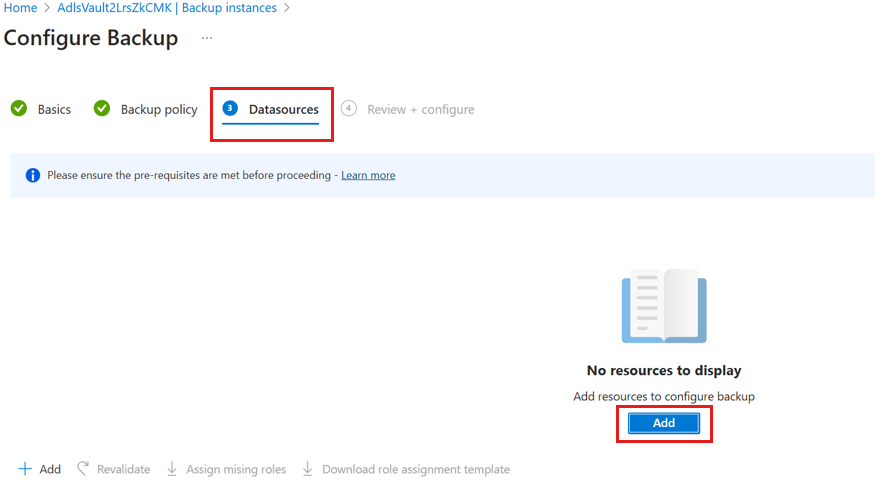 Home > AdlsVault2LrsZkCMK | Backup instances >
Configure Backup ...
Basics Backup policy 3 Datasources 4 Review + configure
Please ensure the pre-requisites are met before proceeding - Learn more
No resources to display
Add resources to configure backup
Add
+ Add Revalidate Assign mising roles Download role assignment template